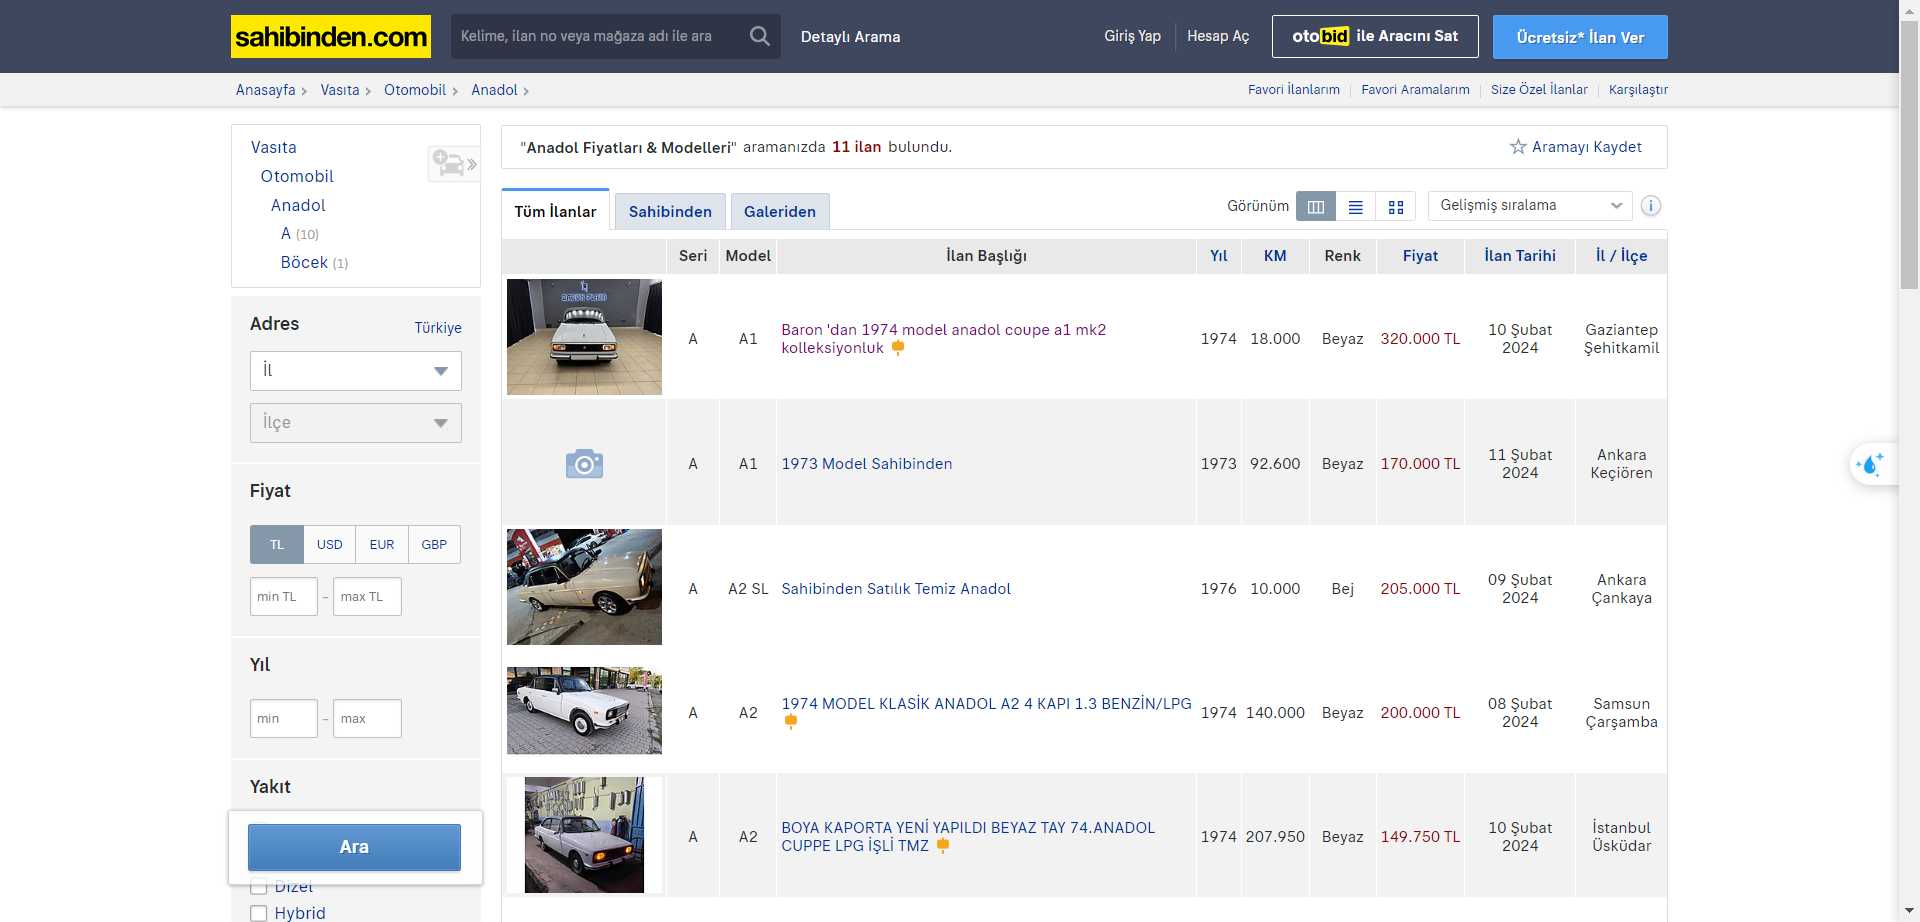 sahibinden.com
Kelime, ilan no veya mağaza adı ile ara
Detaylı Arama
Giriş Yap
Hesap Aç
otobid ile Aracını Sat
Ücretsiz* İlan Ver
Anasayfa
Vasıta
Otomobil
Anadol
Favori İlanlarım
Favori Aramalarım
Size Özel İlanlar
Karşılaştır
Vasıta
Otomobil
Anadol
A (10)
Böcek (1)
Adres
Türkiye
İl
İlçe
Fiyat
TL USD EUR GBP
min TL - max TL
Yıl
min - max
Yakıt
Ara
Dizel
Hybrid
"Anadol Fiyatları & Modelleri" aramanızda 11 ilan bulundu.
Aramayı Kaydet
Tüm İlanlar
Sahibinden
Galeriden
Görünüm
Gelişmiş sıralama
Seri Model İlan Başlığı Yıl KM Renk Fiyat İlan Tarihi İl / İlçe
A A1 Baron 'dan 1974 model anadol coupe a1 mk2 1974 18.000 Beyaz 320.000 TL 10 Şubat Gaziantep
kolleksiyonluk 2024 Şehitkamil
A A1 1973 Model Sahibinden 1973 92.600 Beyaz 170.000 TL 11 Şubat Ankara
2024 Keçiören
A A2 SL Sahibinden Satılık Temiz Anadol 1976 10.000 Bej 205.000 TL 09 Şubat Ankara
2024 Çankaya
A A2 1974 MODEL KLASİK ANADOL A2 4 KAPI 1.3 BENZİN/LPG 1974 140.000 Beyaz 200.000 TL 08 Şubat Samsun
2024 Çarşamba
A A2 BOYA KAPORTA YENİ YAPILDI BEYAZ TAY 74.ANADOL 1974 207.950 Beyaz 149.750 TL 10 Şubat İstanbul
CUPPE LPG İŞLİ TMZ 2024 Üsküdar